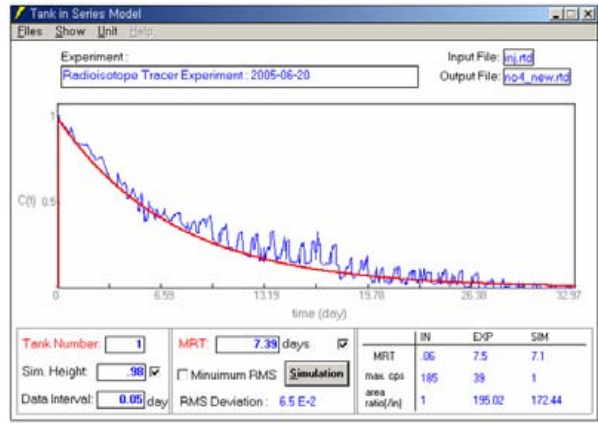 Tank in Series Model
Files Show Unit Help
Experiment :
Radioisotope Tracer Experiment : 2005-06-20
Input File: inj.rtd
Output File: no4_new.rtd
1
C(t) 0.5
0 6.59 13.19 19.78 26.38 32.97
time (day)
Tank Number: 1
Sim. Height: .98
Data Interval: 0.05 day
MRT: 7.39 days
Minuimum RMS Simulation
RMS Deviation : 6.5 E-2
IN EXP SIM
MRT .06 7.5 7.1
max. cps 185 39 1
area ratio(/in) 1 195.02 172.44